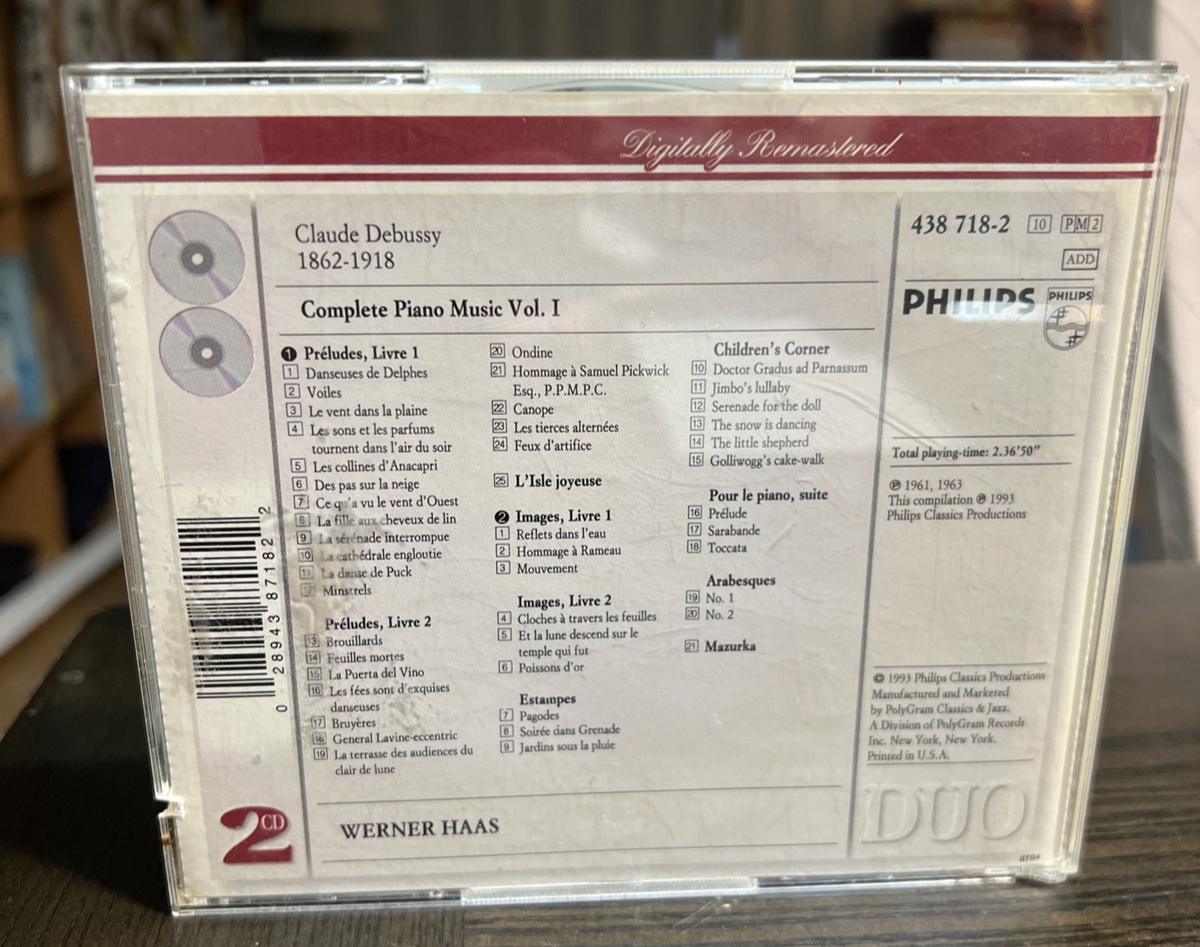 Digitally Remastered
Claude Debussy
1862-1918
Complete Piano Music Vol. I
1 Préludes, Livre 1
1 Danseuses de Delphes
2 Voiles
3 Le vent dans la plaine
4 Les sons et les parfums
tournent dans l'air du soir
5 Les collines d'Anacapri
6 Des pas sur la neige
7 Ce qu'a vu le vent d'Ouest
8 La fille aux cheveux de lin
9 La sérénade interrompue
10 La cathédrale engloutie
11 La danse de Puck
12 Minstrels
Préludes, Livre 2
13 Brouillards
14 Feuilles mortes
15 La Puerta del Vino
16 Les fées sont d'exquises
danseuses
17 Bruyères
18 General Lavine-eccentric
19 La terrasse des audiences du
clair de lune
20 Ondine
21 Hommage à Samuel Pickwick
Esq., P.P.M.P.C.
22 Canope
23 Les tierces alternées
24 Feux d'artifice
25 L'Isle joyeuse
2 Images, Livre 1
1 Reflets dans l'eau
2 Hommage à Rameau
3 Mouvement
Images, Livre 2
4 Cloches à travers les feuilles
5 Et la lune descend sur le
temple qui fut
6 Poissons d'or
Estampes
7 Pagodes
8 Soirée dans Grenade
9 Jardins sous la pluie
Children's Corner
10 Doctor Gradus ad Parnassum
11 Jimbo's lullaby
12 Serenade for the doll
13 The snow is dancing
14 The little shepherd
15 Golliwogg's cake-walk
Pour le piano, suite
16 Prélude
17 Sarabande
18 Toccata
Arabesques
19 No. 1
20 No. 2
21 Mazurka
WERNER HAAS
438 718-2 10 PM2
ADD
PHILIPS
PHILIPS
Total playing-time: 2.36'50"
℗ 1961, 1963
This compilation ℗ 1993
Philips Classics Productions
© 1993 Philips Classics Productions
Manufactured and Marketed
by PolyGram Classics & Jazz,
A Division of PolyGram Records
Inc. New York, New York.
Printed in U.S.A.
DUO
0 28943 87182 2
2 CD